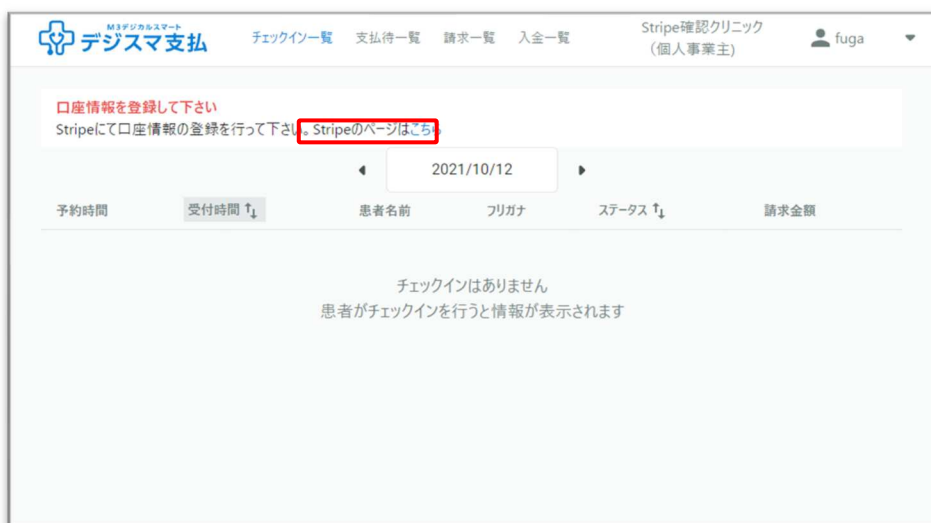 M3デジカルスマート
デジスマ支払
チェックイン一覧 支払待一覧 請求一覧 入金一覧
Stripe確認クリニック
（個人事業主)
fuga
口座情報を登録して下さい
Stripeにて口座情報の登録を行って下さい。Stripeのページはこちら
2021/10/12
予約時間 受付時間 患者名前 フリガナ ステータス 請求金額
チェックインはありません
患者がチェックインを行うと情報が表示されます